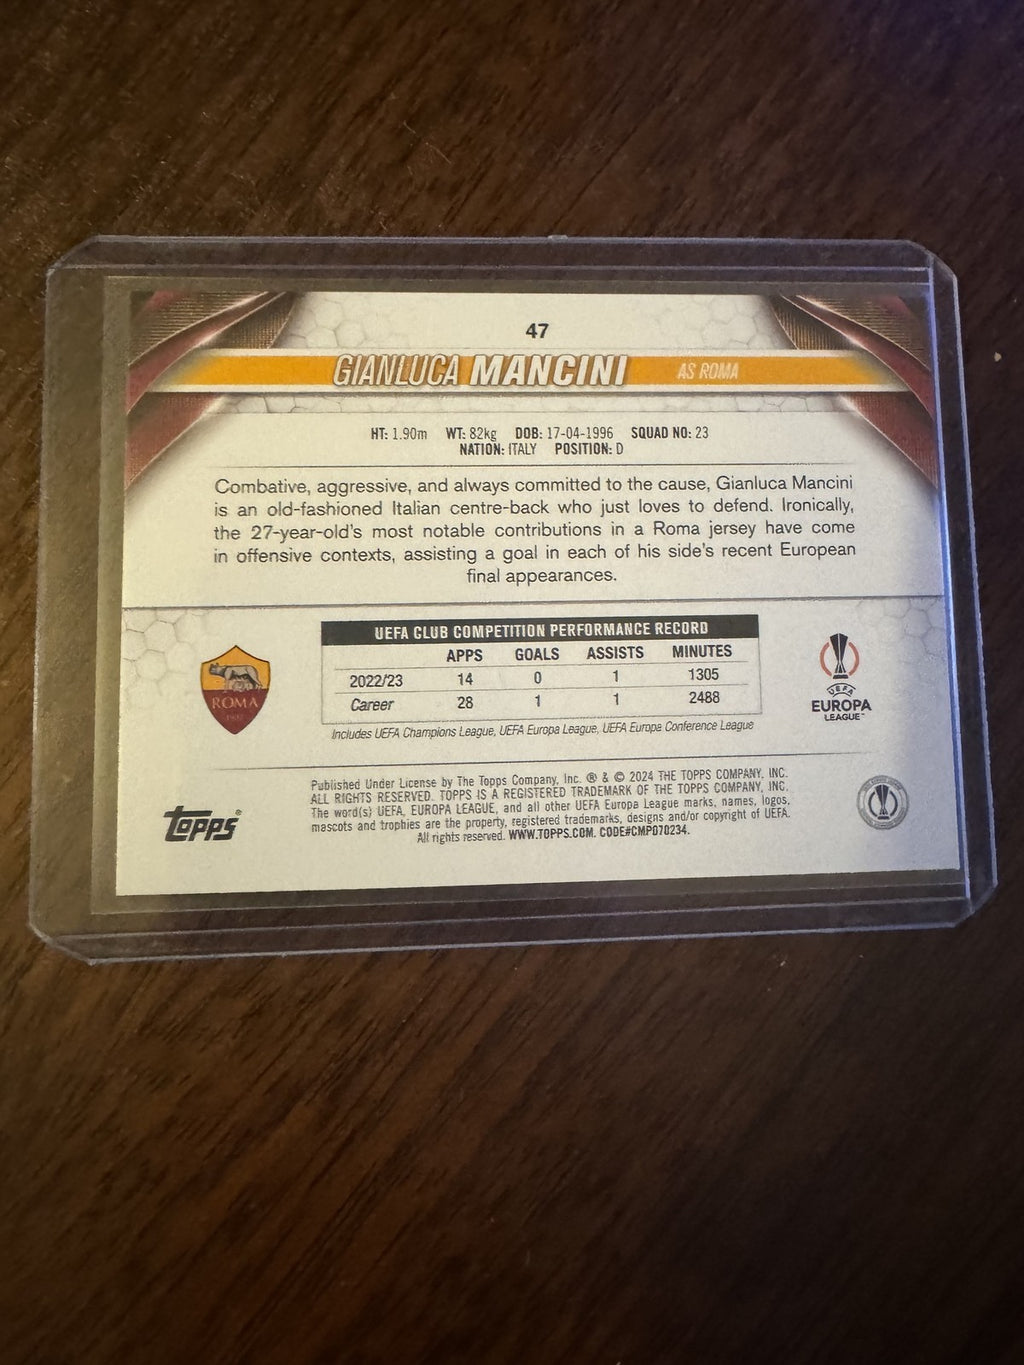 47
GIANLUCA MANCINI AS ROMA
HT: 1.90m WT: 82kg DOB: 17-04-1996 SQUAD NO: 23
NATION: ITALY POSITION: D
Combative, aggressive, and always committed to the cause, Gianluca Mancini
is an old-fashioned Italian centre-back who just loves to defend. Ironically,
the 27-year-old's most notable contributions in a Roma jersey have come
in offensive contexts, assisting a goal in each of his side's recent European
final appearances.
UEFA CLUB COMPETITION PERFORMANCE RECORD
APPS GOALS ASSISTS MINUTES
2022/23 14 0 1 1305
Career 28 1 1 2488
Includes UEFA Champions League, UEFA Europa League, UEFA Europa Conference League
ROMA
1927
UEFA
EUROPA
LEAGUE™
Published Under License by The Topps Company, Inc. ® & © 2024 THE TOPPS COMPANY, INC.
ALL RIGHTS RESERVED. TOPPS IS A REGISTERED TRADEMARK OF THE TOPPS COMPANY, INC.
The word(s) UEFA, EUROPA LEAGUE, and all other UEFA Europa League marks, names, logos,
mascots and trophies are the property, registered trademarks, designs and/or copyright of UEFA.
All rights reserved. WWW.TOPPS.COM. CODE#CMP070234.
Topps®